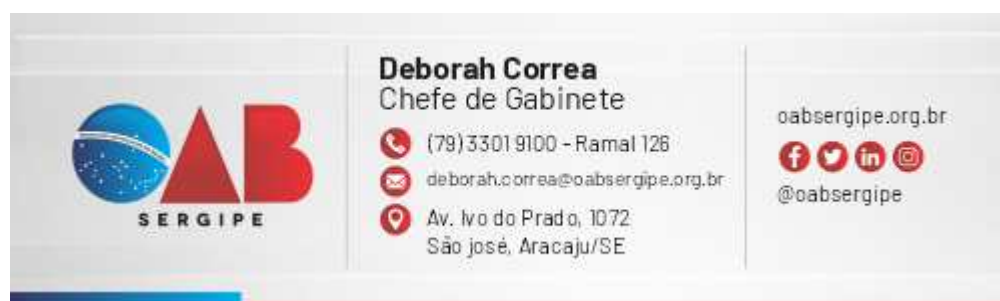 OAB
SERGIPE
Deborah Correa
Chefe de Gabinete
(79) 3301 9100 - Ramal 126
deborah.correa@oabsergipe.org.br
Av. Ivo do Prado, 1072
São josé, Aracaju/SE
oabsergipe.org.br
@oabsergipe